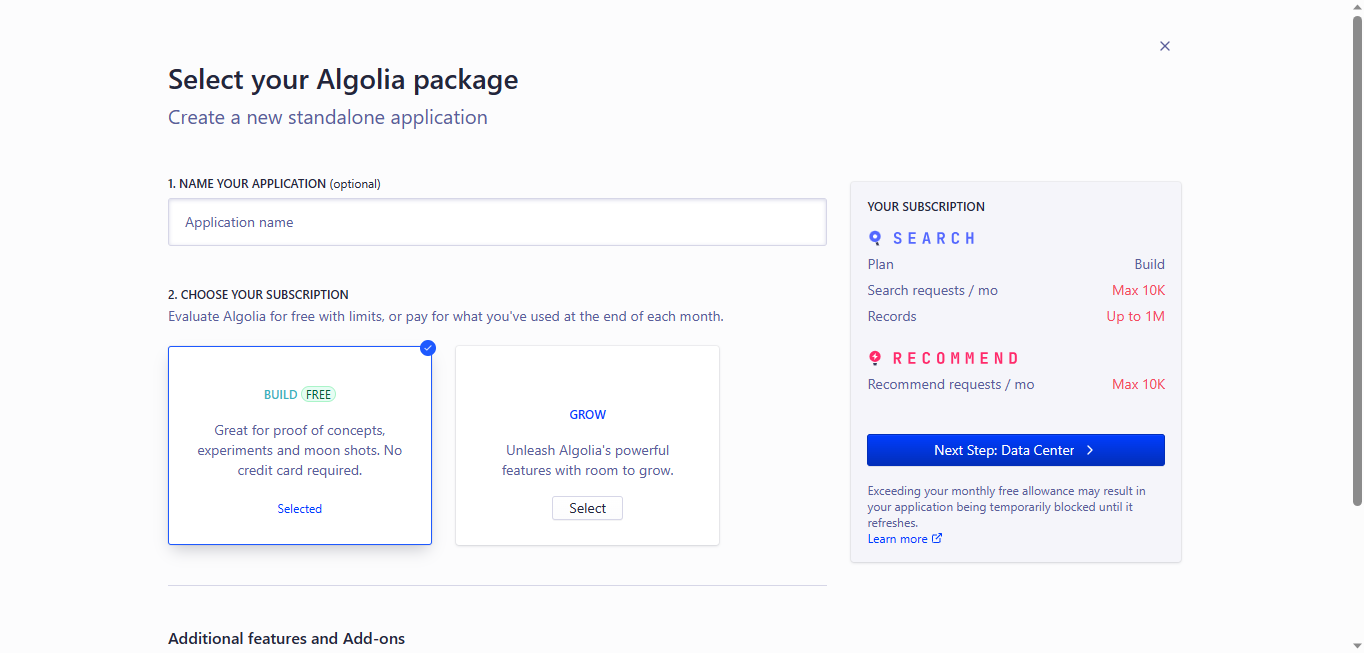 Select your Algolia package
Create a new standalone application
1. NAME YOUR APPLICATION (optional)
Application name
2. CHOOSE YOUR SUBSCRIPTION
Evaluate Algolia for free with limits, or pay for what you've used at the end of each month.
BUILD FREE
Great for proof of concepts,
experiments and moon shots. No
credit card required.
Selected
GROW
Unleash Algolia's powerful
features with room to grow.
Select
Additional features and Add-ons
YOUR SUBSCRIPTION
SEARCH
Plan Build
Search requests / mo Max 10K
Records Up to 1M
RECOMMEND
Recommend requests / mo Max 10K
Next Step: Data Center
Exceeding your monthly free allowance may result in
your application being temporarily blocked until it
refreshes.
Learn more